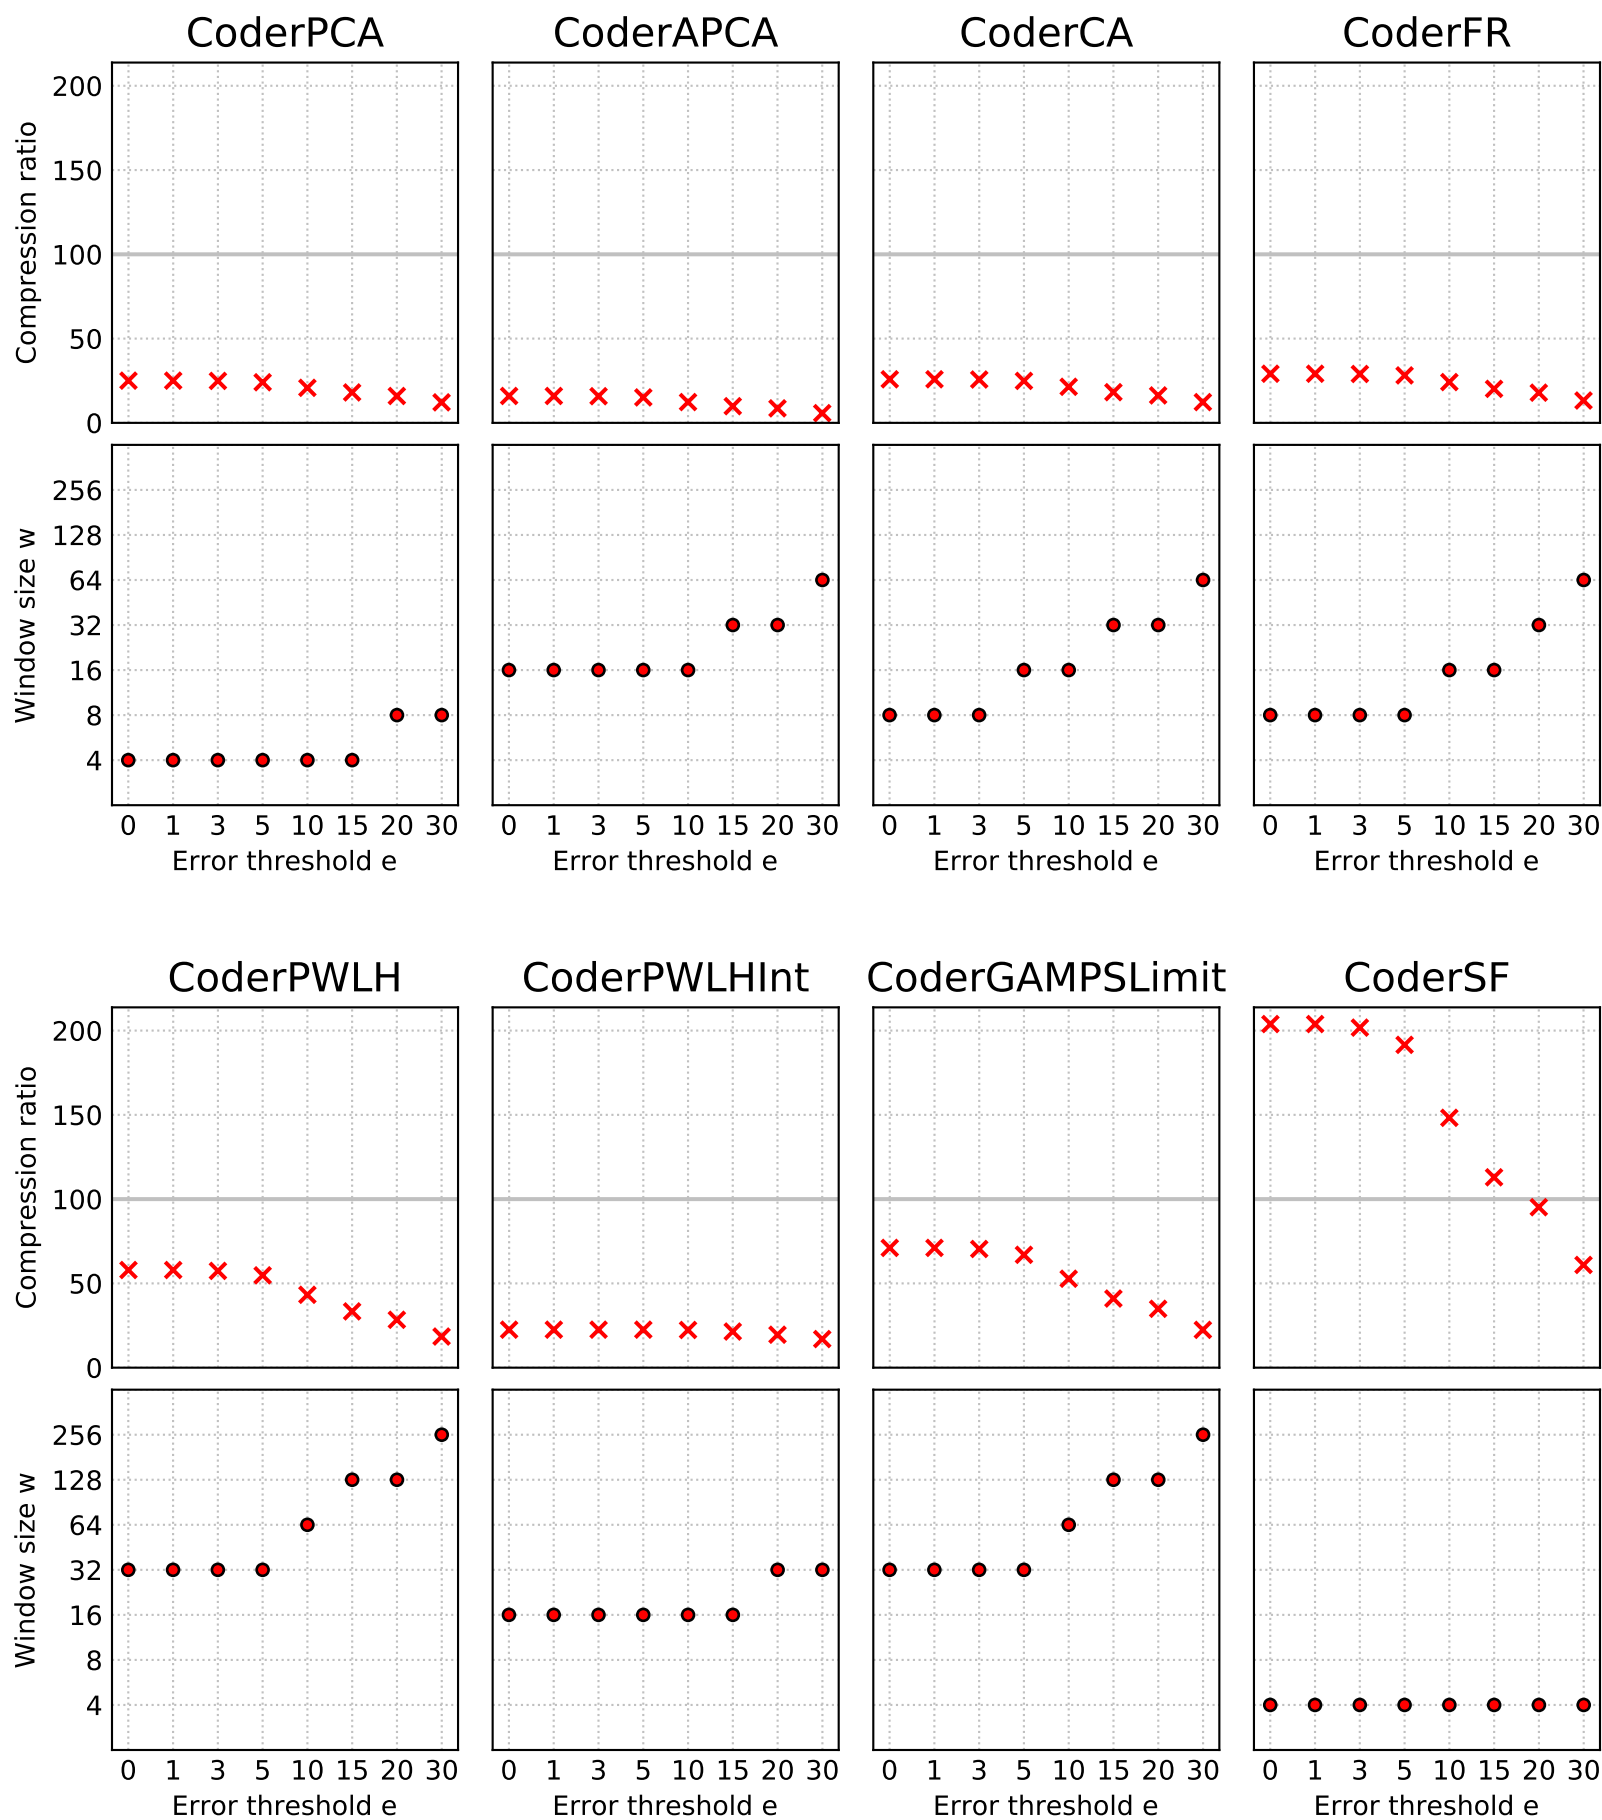 CoderPCA CoderAPCA CoderCA CoderFR
Compression ratio
200
150
100
50
0
Window size w
256
128
64
32
16
8
4
0 1 3 5 10 15 20 30 0 1 3 5 10 15 20 30 0 1 3 5 10 15 20 30 0 1 3 5 10 15 20 30
Error threshold e Error threshold e Error threshold e Error threshold e
CoderPWLH CoderPWLHInt CoderGAMPSLimit CoderSF
Compression ratio
200
150
100
50
0
Window size w
256
128
64
32
16
8
4
0 1 3 5 10 15 20 30 0 1 3 5 10 15 20 30 0 1 3 5 10 15 20 30 0 1 3 5 10 15 20 30
Error threshold e Error threshold e Error threshold e Error threshold e